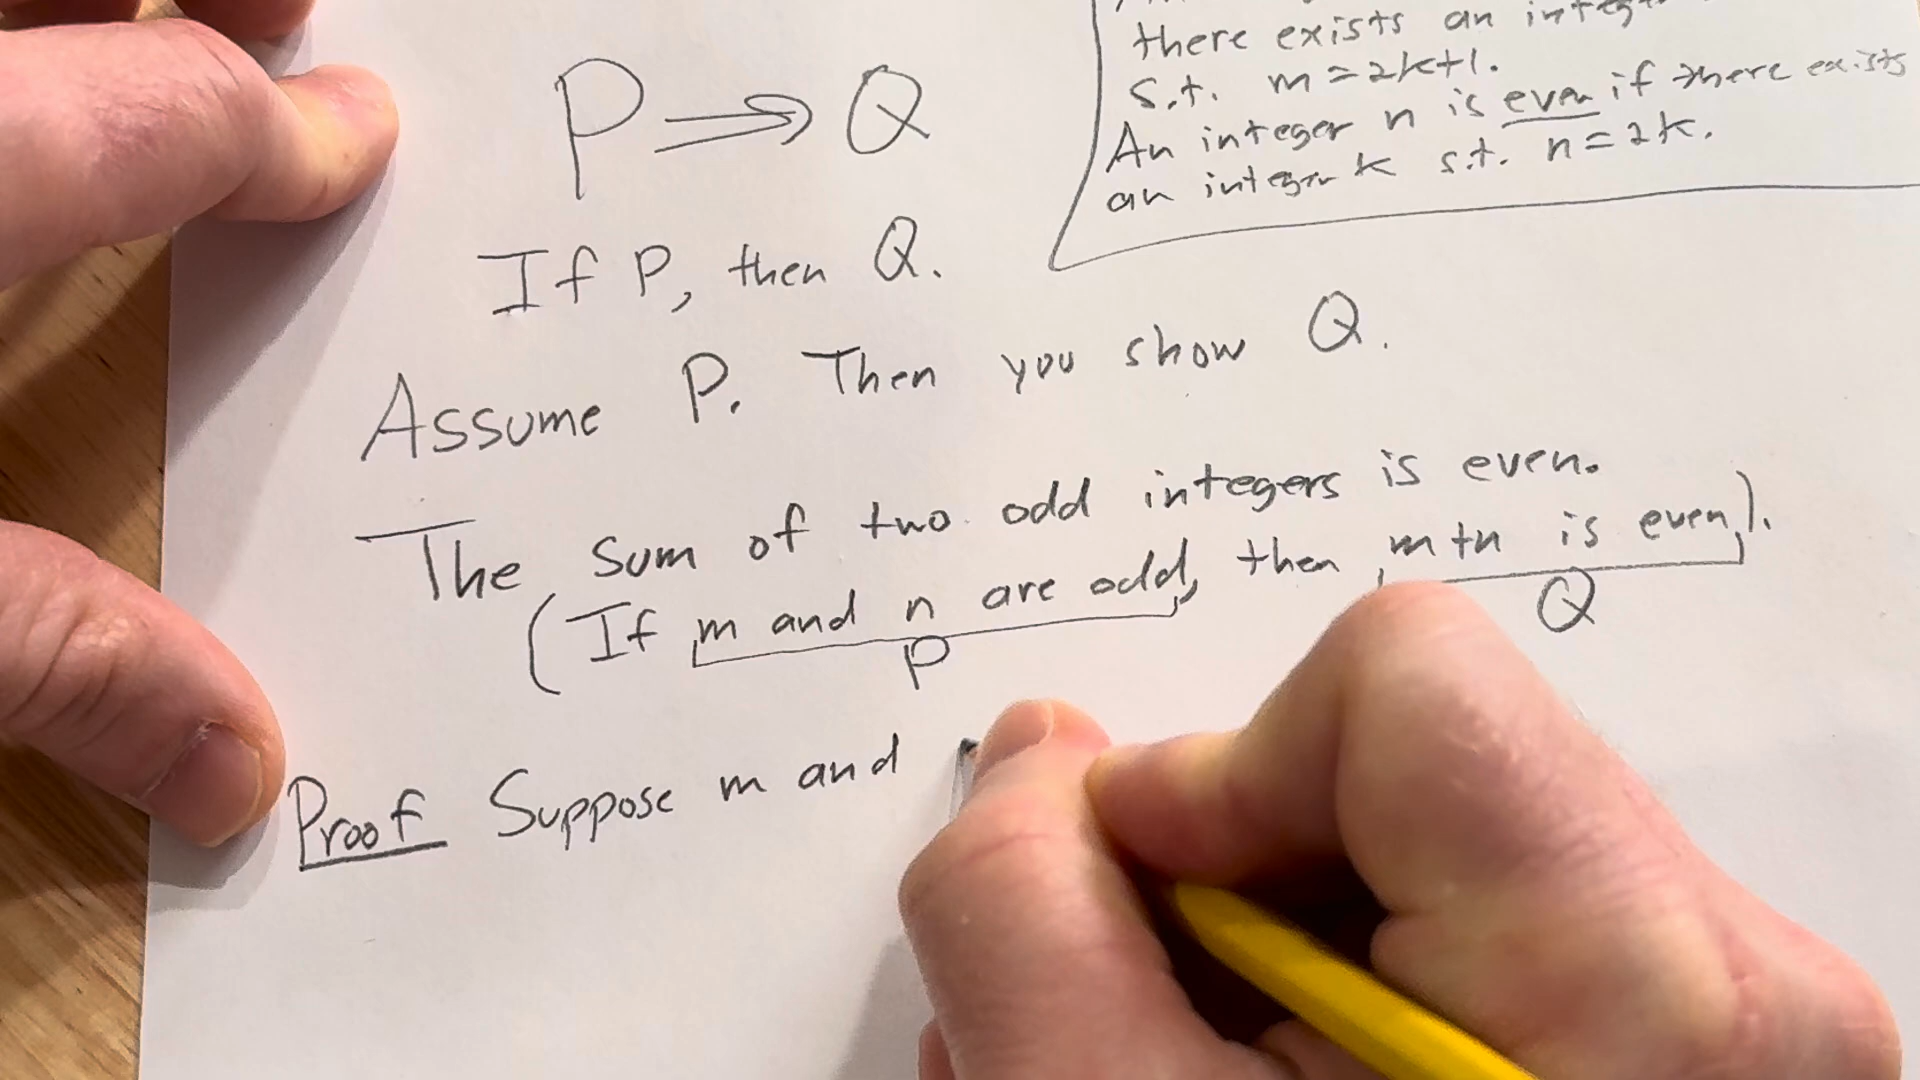 P ⟹ Q
If P, then Q.
Assume P. Then you show Q.
The sum of two odd integers is even.
(If m and n are odd, then m+n is even).
P
Q
Proof Suppose m and
there exists an
s.t. m=2k+1.
An integer n is even if there exists
an integer k s.t. n=2k.